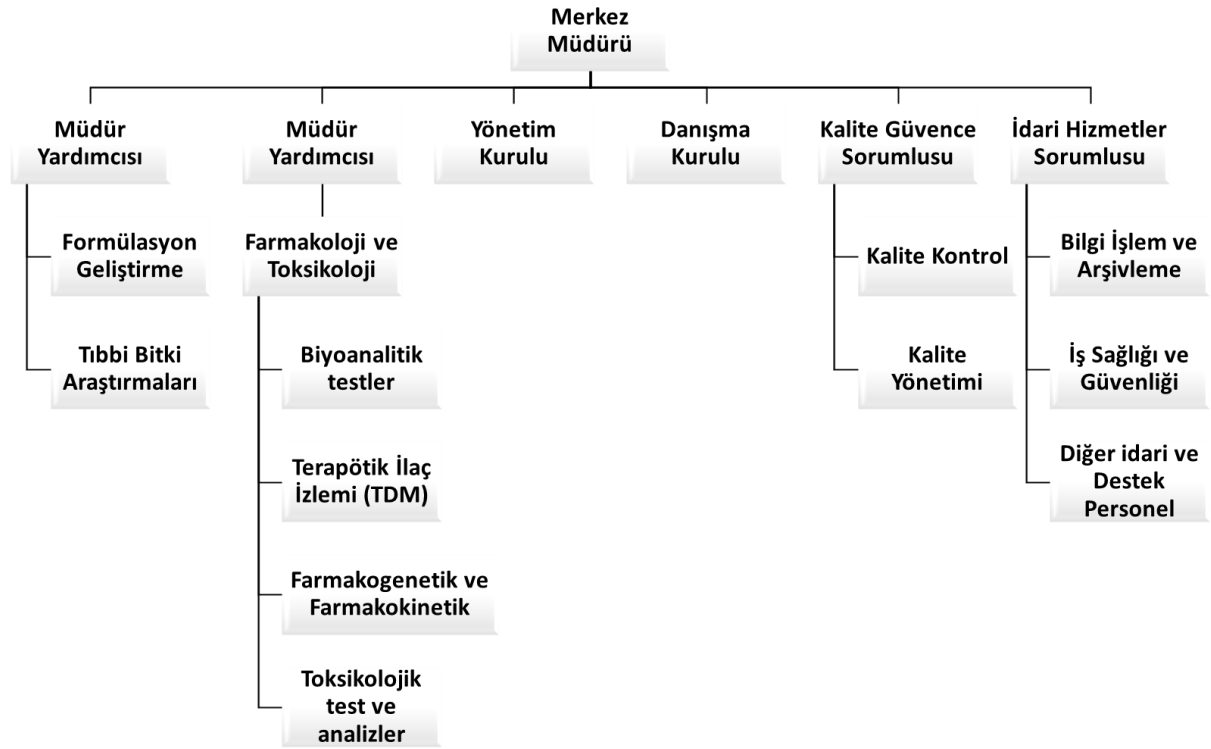 Merkez
Müdürü
Müdür
Yardımcısı
Müdür
Yardımcısı
Yönetim
Kurulu
Danışma
Kurulu
Kalite Güvence
Sorumlusu
İdari Hizmetler
Sorumlusu
Formülasyon
Geliştirme
Tıbbi Bitki
Araştırmaları
Farmakoloji ve
Toksikoloji
Biyoanalitik
testler
Terapötik İlaç
İzlemi (TDM)
Farmakogenetik ve
Farmakokinetik
Toksikolojik
test ve
analizler
Kalite Kontrol
Kalite
Yönetimi
Bilgi İşlem ve
Arşivleme
İş Sağlığı ve
Güvenliği
Diğer idari ve
Destek
Personel